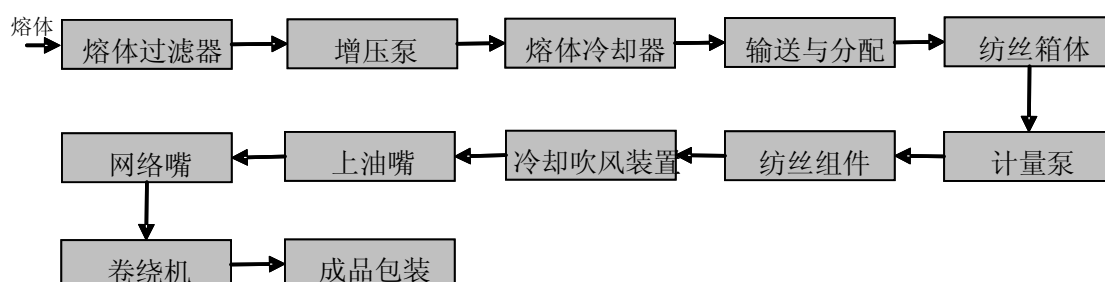 熔体
熔体过滤器
增压泵
熔体冷却器
输送与分配
纺丝箱体
计量泵
纺丝组件
冷却吹风装置
上油嘴
网络嘴
卷绕机
成品包装